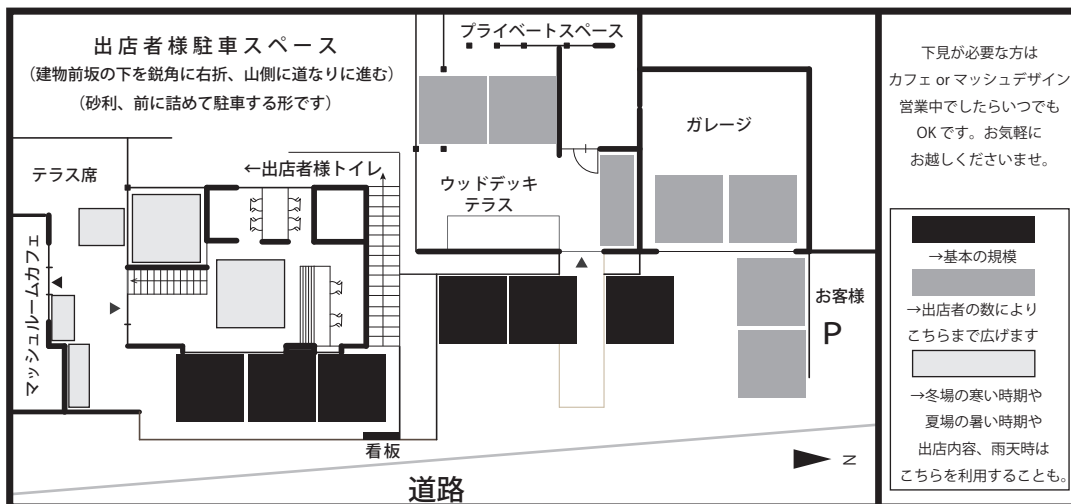 出店者様駐車スペース
(建物前坂の下を鋭角に右折、山側に道なりに進む)
(砂利、前に詰めて駐車する形です)
プライベートスペース
ガレージ
←出店者様トイレ
テラス席
ウッドデッキ
テラス
マッシュルームカフェ
お客様
P
看板
道路
N
下見が必要な方は
カフェ or マッシュデザイン
営業中でしたらいつでも
OK です。お気軽に
お越しくださいませ。
→基本の規模
→出店者の数により
こちらまで広げます
→冬場の寒い時期や
夏場の暑い時期や
出店内容、雨天時は
こちらを利用することも。